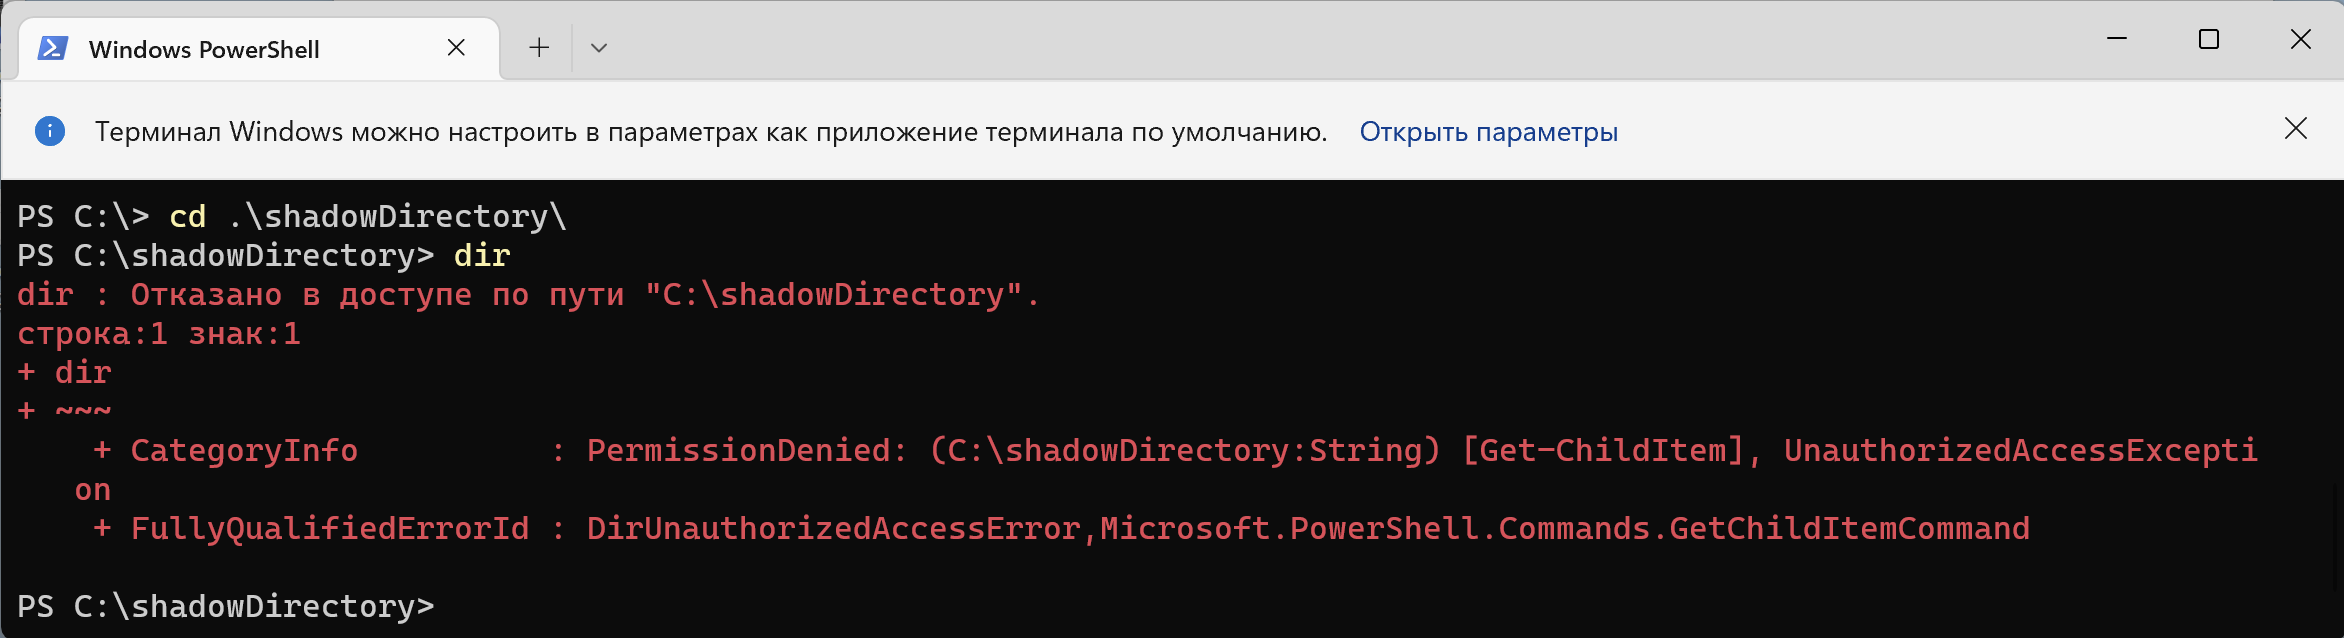 Windows PowerShell
Терминал Windows можно настроить в параметрах как приложение терминала по умолчанию. Открыть параметры
PS C:\> cd .\shadowDirectory\
PS C:\shadowDirectory> dir
dir : Отказано в доступе по пути "C:\shadowDirectory".
строка:1 знак:1
+ dir
+ ~~~
    + CategoryInfo          : PermissionDenied: (C:\shadowDirectory:String) [Get-ChildItem], UnauthorizedAccessExcepti
   on
    + FullyQualifiedErrorId : DirUnauthorizedAccessError,Microsoft.PowerShell.Commands.GetChildItemCommand
PS C:\shadowDirectory>